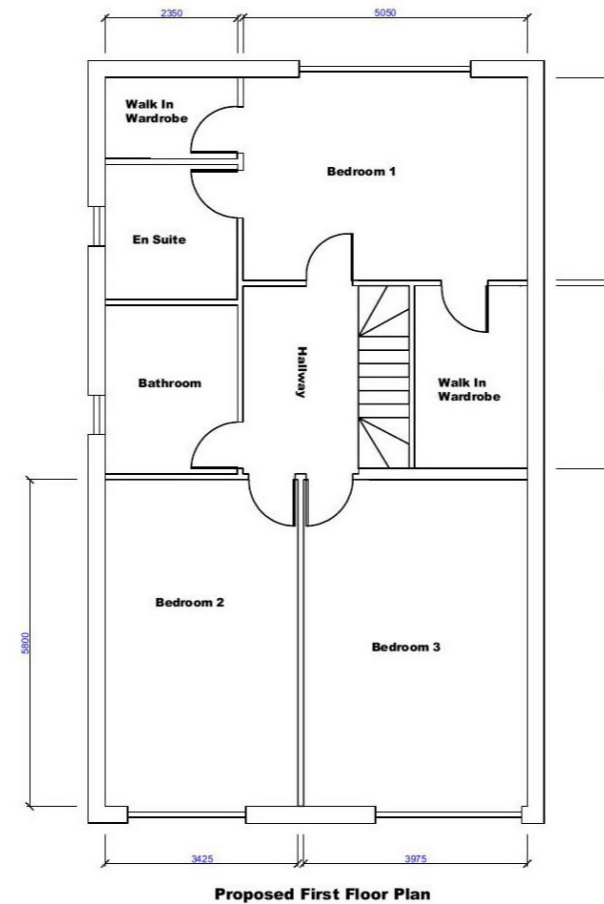 2350
5050
Walk In
Wardrobe
Bedroom 1
En Suite
Hallway
Bathroom
Walk In
Wardrobe
Bedroom 2
Bedroom 3
5800
3425
3975
Proposed First Floor Plan